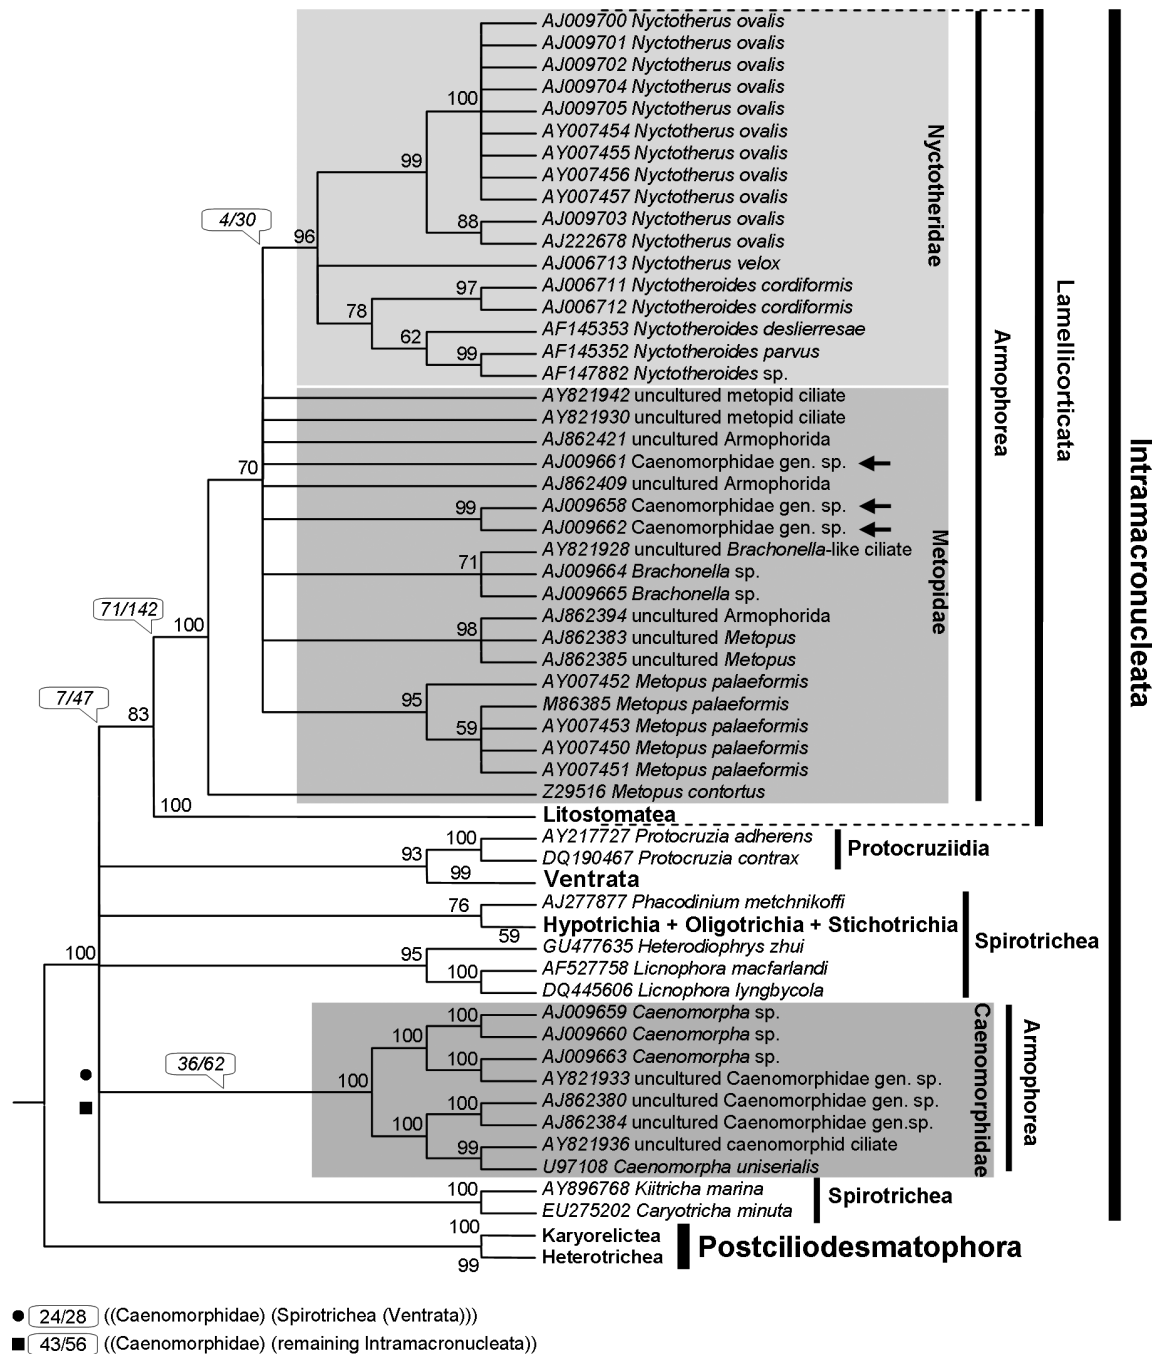 AJ009700 Nyctotherus ovalis
AJ009701 Nyctotherus ovalis
AJ009702 Nyctotherus ovalis
AJ009704 Nyctotherus ovalis
100
AJ009705 Nyctotherus ovalis
AY007454 Nyctotherus ovalis
AY007455 Nyctotherus ovalis
99
AY007456 Nyctotherus ovalis
AY007457 Nyctotherus ovalis
4/30
88
AJ009703 Nyctotherus ovalis
96
AJ222678 Nyctotherus ovalis
AJ006713 Nyctotherus velox
97
AJ006711 Nyctotheroides cordiformis
78
AJ006712 Nyctotheroides cordiformis
62
AF145353 Nyctotheroides deslierresae
99
AF145352 Nyctotheroides parvus
AF147882 Nyctotheroides sp.
Nyctotheridae
AY821942 uncultured metopid ciliate
AY821930 uncultured metopid ciliate
AJ862421 uncultured Armophorida
70
AJ009661 Caenomorphidae gen. sp.
AJ862409 uncultured Armophorida
99
AJ009658 Caenomorphidae gen. sp.
AJ009662 Caenomorphidae gen. sp.
AY821928 uncultured Brachonella-like ciliate
71
AJ009664 Brachonella sp.
AJ009665 Brachonella sp.
71/142
100
AJ862394 uncultured Armophorida
98
AJ862383 uncultured Metopus
AJ862385 uncultured Metopus
AY007452 Metopus palaeformis
7/47
95
M86385 Metopus palaeformis
83
59
AY007453 Metopus palaeformis
AY007450 Metopus palaeformis
AY007451 Metopus palaeformis
Z29516 Metopus contortus
Metopidae
Armophorea
100
Litostomatea
Lamellicorticata
100
AY217727 Protocruzia adherens
93
DQ190467 Protocruzia contrax
Protocruziidia
99
Ventrata
76
AJ277877 Phacodinium metchnikoffi
Hypotrichia + Oligotrichia + Stichotrichia
59
100
95
GU477635 Heterodiophrys zhui
100
AF527758 Licnophora macfarlandi
DQ445606 Licnophora lyngbycola
Spirotrichea
100
AJ009659 Caenomorpha sp.
100
AJ009660 Caenomorpha sp.
36/62
100
AJ009663 Caenomorpha sp.
100
AY821933 uncultured Caenomorphidae gen. sp.
100
AJ862380 uncultured Caenomorphidae gen. sp.
100
AJ862384 uncultured Caenomorphidae gen.sp.
99
AY821936 uncultured caenomorphid ciliate
U97108 Caenomorpha uniserialis
Caenomorphidae
Armophorea
100
AY896768 Kiitricha marina
EU275202 Caryotricha minuta
Spirotrichea
Intramacronucleata
100
Karyorelictea
99
Heterotrichea
Postciliodesmatophora
24/28 ((Caenomorphidae) (Spirotrichea (Ventrata)))
43/56 ((Caenomorphidae) (remaining Intramacronucleata))